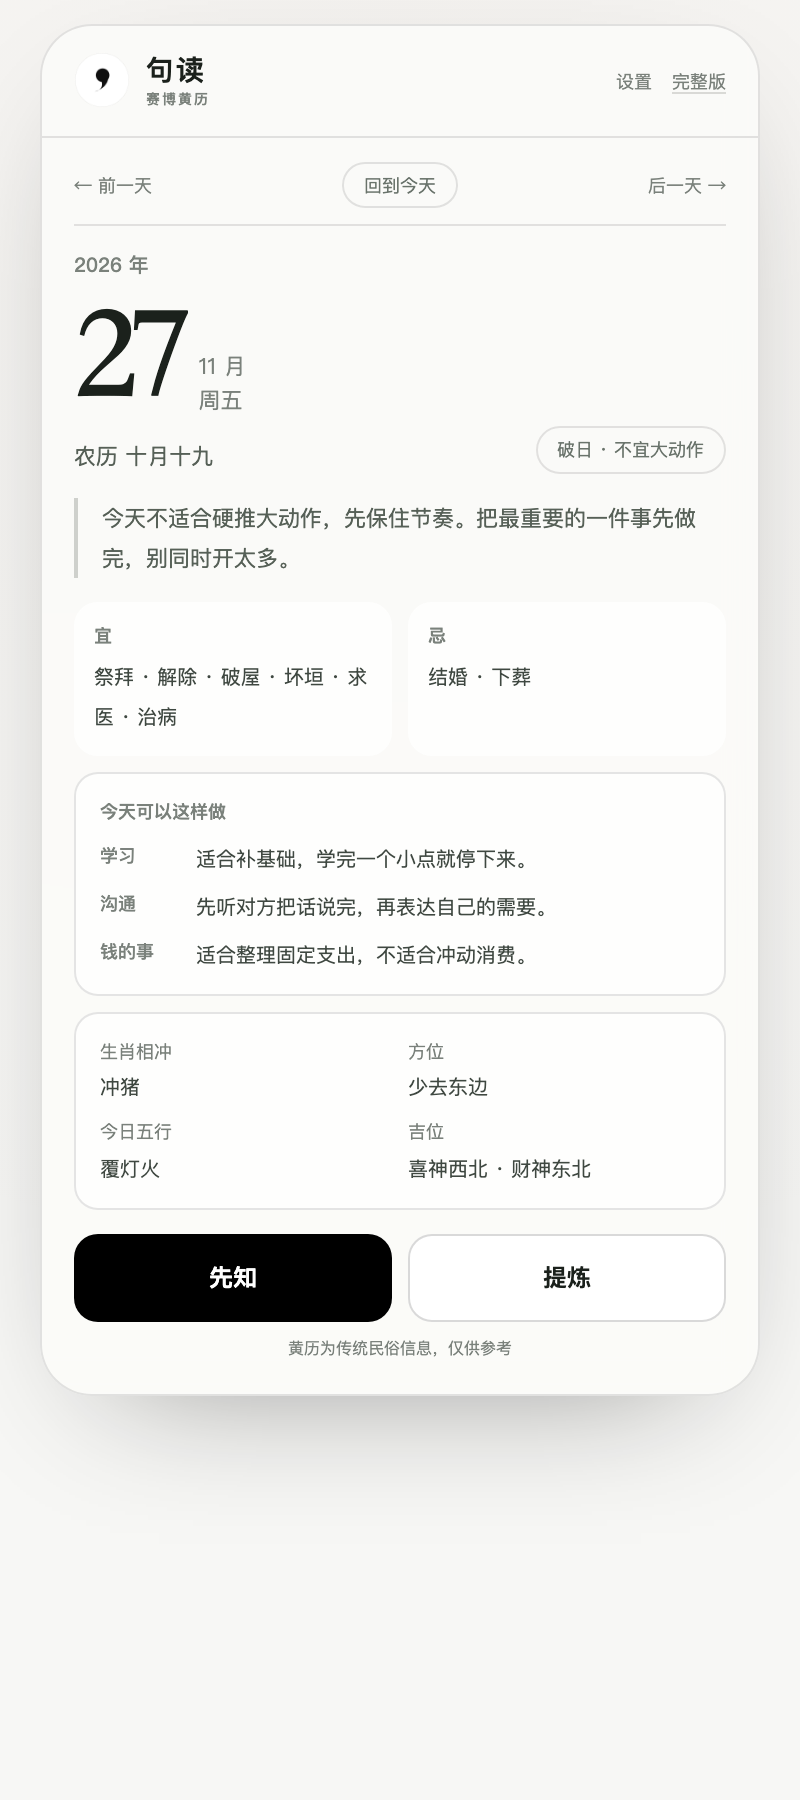 句读
赛博黄历
设置 完整版
← 前一天 回到今天 后一天 →
2026 年
27
11 月
周五
农历 十月十九
破日 · 不宜大动作
今天不适合硬推大动作，先保住节奏。把最重要的一件事先做
完，别同时开太多。
宜
祭拜 · 解除 · 破屋 · 坏垣 · 求
医 · 治病
忌
结婚 · 下葬
今天可以这样做
学习 适合补基础，学完一个小点就停下来。
沟通 先听对方把话说完，再表达自己的需要。
钱的事 适合整理固定支出，不适合冲动消费。
生肖相冲
冲猪
方位
少去东边
今日五行
覆灯火
吉位
喜神西北 · 财神东北
先知 提炼
黄历为传统民俗信息，仅供参考